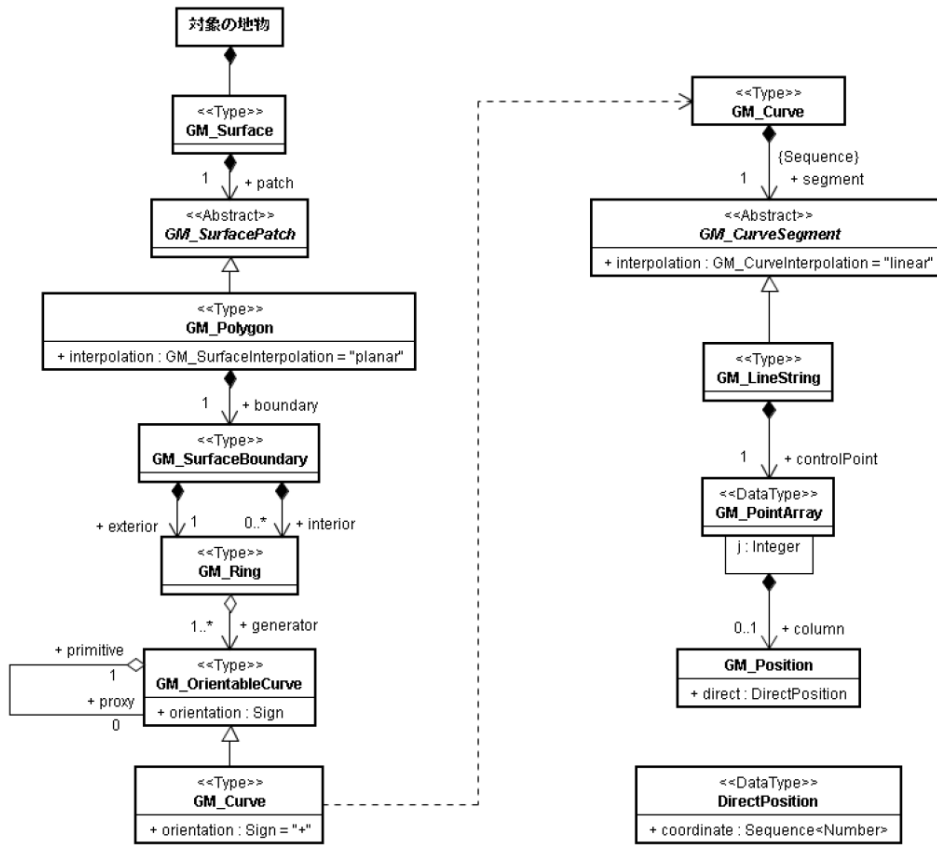 対象の地物
<<Type>>
GM_Surface
1
+ patch
<<Abstract>>
GM_SurfacePatch
<<Type>>
GM_Polygon
+ interpolation : GM_SurfaceInterpolation = "planar"
1
+ boundary
<<Type>>
GM_SurfaceBoundary
+ exterior
1
0..*
+ interior
<<Type>>
GM_Ring
1..*
+ generator
+ primitive
1
+ proxy
0
<<Type>>
GM_OrientableCurve
+ orientation : Sign
<<Type>>
GM_Curve
+ orientation : Sign = "+"
<<Type>>
GM_Curve
{Sequence}
1
+ segment
<<Abstract>>
GM_CurveSegment
+ interpolation : GM_CurveInterpolation = "linear"
<<Type>>
GM_LineString
1
+ controlPoint
<<DataType>>
GM_PointArray
j : Integer
0..1
+ column
GM_Position
+ direct : DirectPosition
<<DataType>>
DirectPosition
+ coordinate : Sequence<Number>